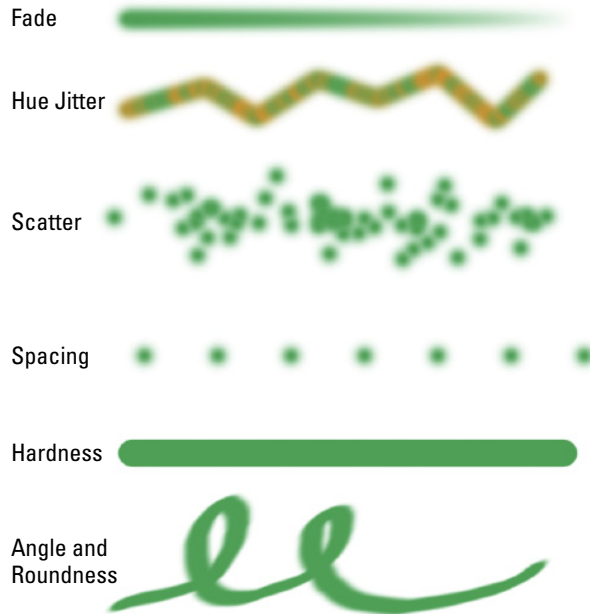 Fade
Hue Jitter
Scatter
Spacing
Hardness
Angle and
Roundness